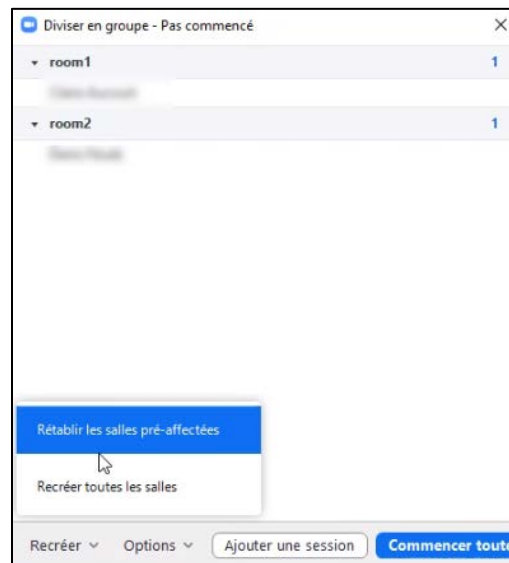 Diviser en groupe - Pas commencé
room1 1
room2 1
Rétablir les salles pré-affectées
Recréer toutes les salles
Recréer Options Ajouter une session Commencer toute